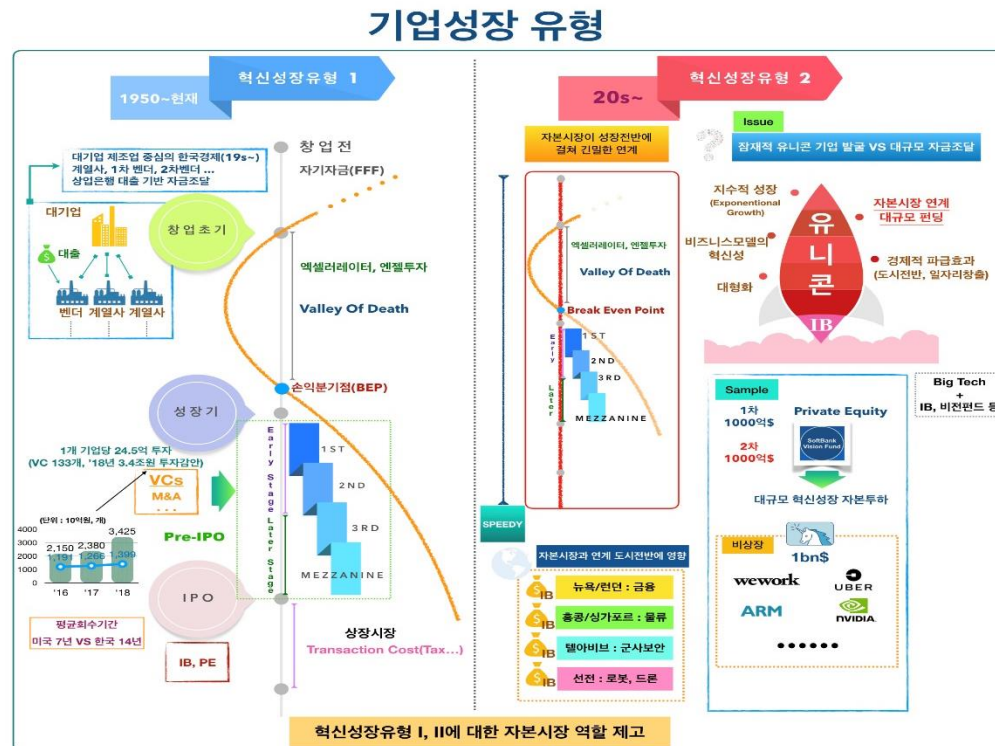 기업성장 유형
혁신성장유형 1
1950~현재
대기업 제조업 중심의 한국경제(19s~)
계열사, 1차 벤더, 2차벤더 ...
상업은행 대출 기반 자금조달
대기업
대출
벤더 계열사 계열사
창업초기
창업 전
자기자금(FFF)
엑셀러레이터, 엔젤투자
Valley Of Death
손익분기점(BEP)
성장기
1개 기업당 24.5억 투자
(VC 133개, '18년 3.4조원 투자감안)
VCs
M&A
...
Pre-IPO
Early Stage
Later Stage
1ST
2ND
3RD
MEZZANINE
(단위 : 10억원, 개)
4000
3000
2000
1000
0
2,150 2,380 3,425
1,191 1,266 1,399
'16 '17 '18
평균회수기간
미국 7년 VS 한국 14년
IPO
IB, PE
상장시장
Transaction Cost(Tax...)
혁신성장유형 2
20s~
자본시장이 성장전반에
걸쳐 긴밀한 연계
엑셀러레이터, 엔젤투자
Valley Of Death
Break Even Point
Early
Later
1ST
2ND
3RD
MEZZANINE
SPEEDY
?
Issue
잠재적 유니콘 기업 발굴 VS 대규모 자금조달
지수적 성장
(Exponentional
Growth)
비즈니스모델의
혁신성
대형화
유니콘
IB
자본시장 연계
대규모 펀딩
경제적 파급효과
(도시전반, 일자리창출)
Big Tech
+
IB, 비전펀드 등
Sample
1차
1000억$
2차
1000억$
Private Equity
SoftBank
Vision Fund
대규모 혁신성장 자본투하
1bn$
비상장
wework
UBER
ARM
NVIDIA.
••••••
자본시장과 연계 도시전반에 영향
IB 뉴욕/런던 : 금융
IB 홍콩/싱가포르 : 물류
IB 텔아비브 : 군사보안
IB 선전 : 로봇, 드론
혁신성장유형 I, II에 대한 자본시장 역할 제고